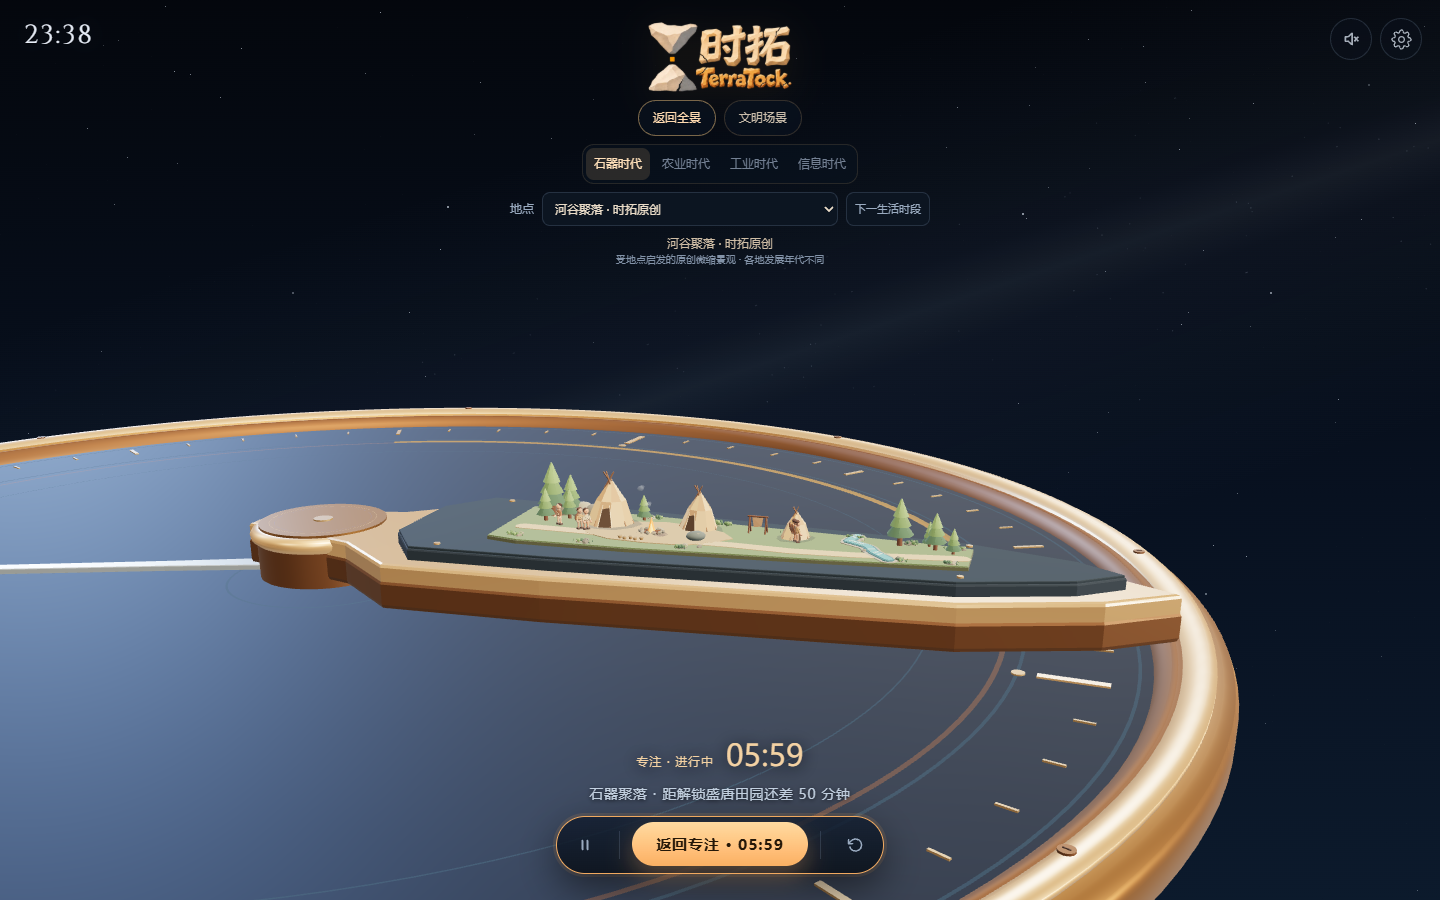 23:38
时拓
TerraTock
返回全景
文明场景
石器时代 农业时代 工业时代 信息时代
地点 河谷聚落 · 时拓原创 下一生活时段
河谷聚落 · 时拓原创
受地点启发的原创微缩景观 · 各地发展年代不同
专注 · 进行中 05:59
石器聚落 · 距解锁盛唐田园还差 50 分钟
返回专注 • 05:59